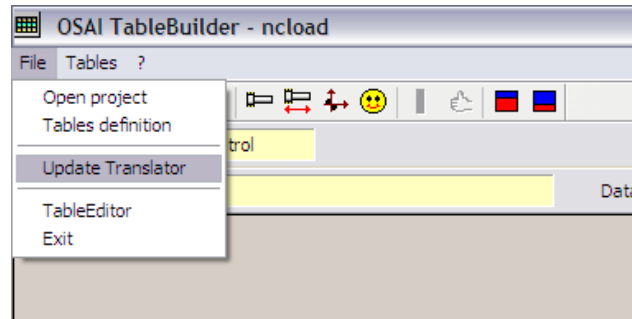 OSAI TableBuilder - ncload
File Tables ?
Open project
Tables definition
trol
Update Translator
Data
TableEditor
Exit